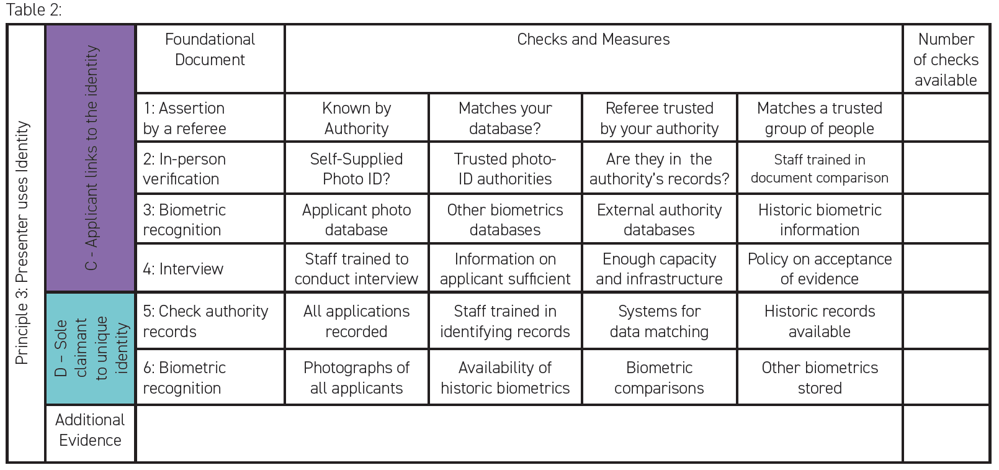 Table 2:
Principle 3: Presenter uses Identity
C - Applicant links to the identity
Foundational
Document
Checks and Measures
Number
of checks
available
1: Assertion
by a referee
Known by
Authority
Matches your
database?
Referee trusted
by your authority
Matches a trusted
group of people
2: In-person
verification
Self-Supplied
Photo ID?
Trusted photo-
ID authorities
Are they in the
authority's records?
Staff trained in
document comparison
3: Biometric
recognition
Applicant photo
database
Other biometrics
databases
External authority
databases
Historic biometric
information
4: Interview
Staff trained to
conduct interview
Information on
applicant sufficient
Enough capacity
and infrastructure
Policy on acceptance
of evidence
D – Sole
claimant
to unique
identity
5: Check authority
records
All applications
recorded
Staff trained in
identifying records
Systems for
data matching
Historic records
available
6: Biometric
recognition
Photographs of
all applicants
Availability of
historic biometrics
Biometric
comparisons
Other biometrics
stored
Additional
Evidence